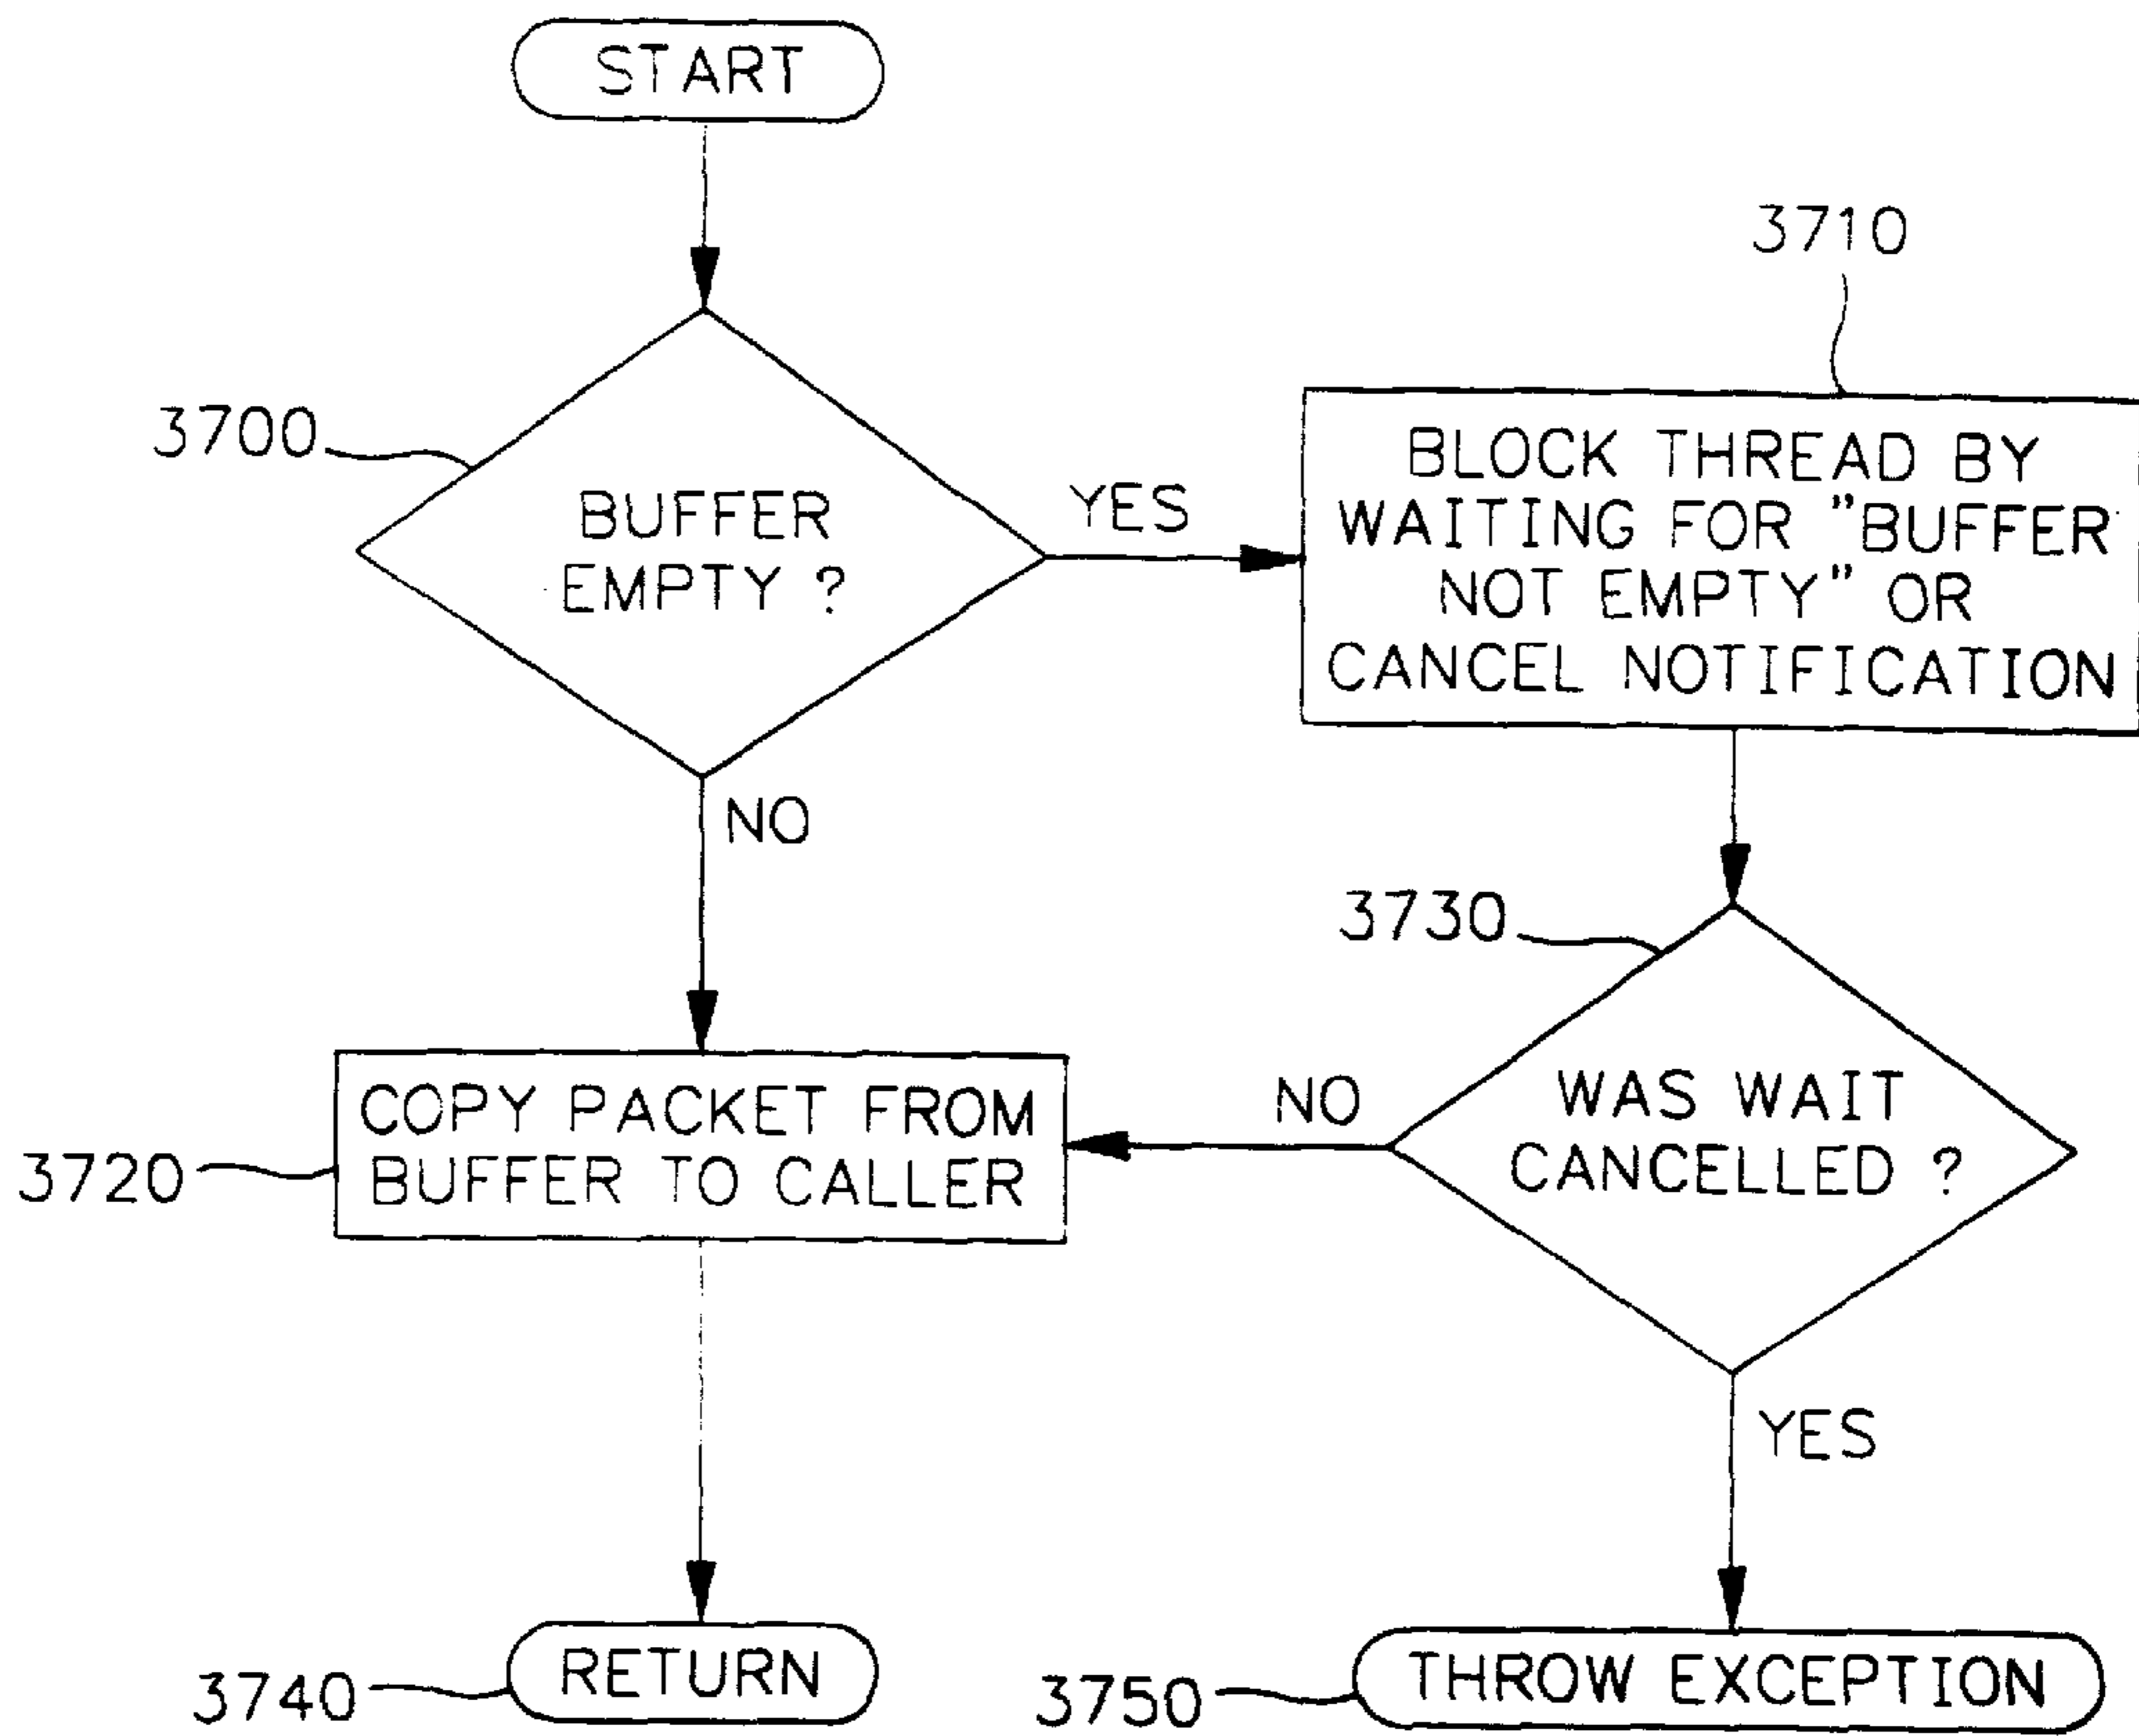 START
3710
3700
BUFFER
EMPTY ?
YES
BLOCK THREAD BY
WAITING FOR "BUFFER
NOT EMPTY" OR
CANCEL NOTIFICATION
NO
3730
WAS WAIT
CANCELLED ?
NO
COPY PACKET FROM
BUFFER TO CALLER
3720
YES
3740
RETURN
3750
THROW EXCEPTION